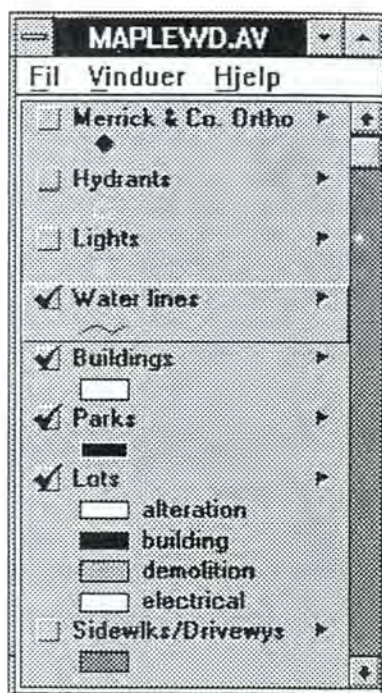 MAPLEWD.AV
Fil Vinduer Hjelp
Merrick & Co. Ortho
Hydrants
Lights
Water lines
Buildings
Parks
Lots
alteration
building
demolition
electrical
Sidewlks/Drivewys